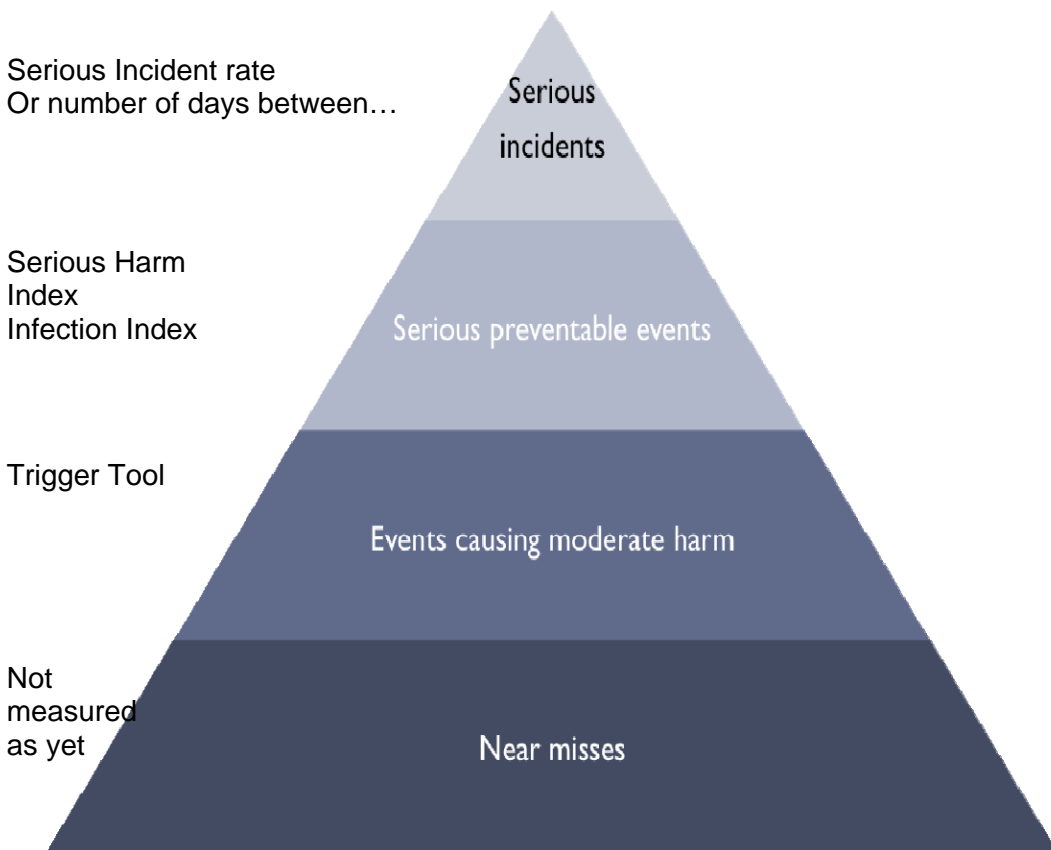 Serious Incident rate
Or number of days between…
Serious
incidents
Serious Harm
Index
Infection Index
Serious preventable events
Trigger Tool
Events causing moderate harm
Not
measured
as yet
Near misses